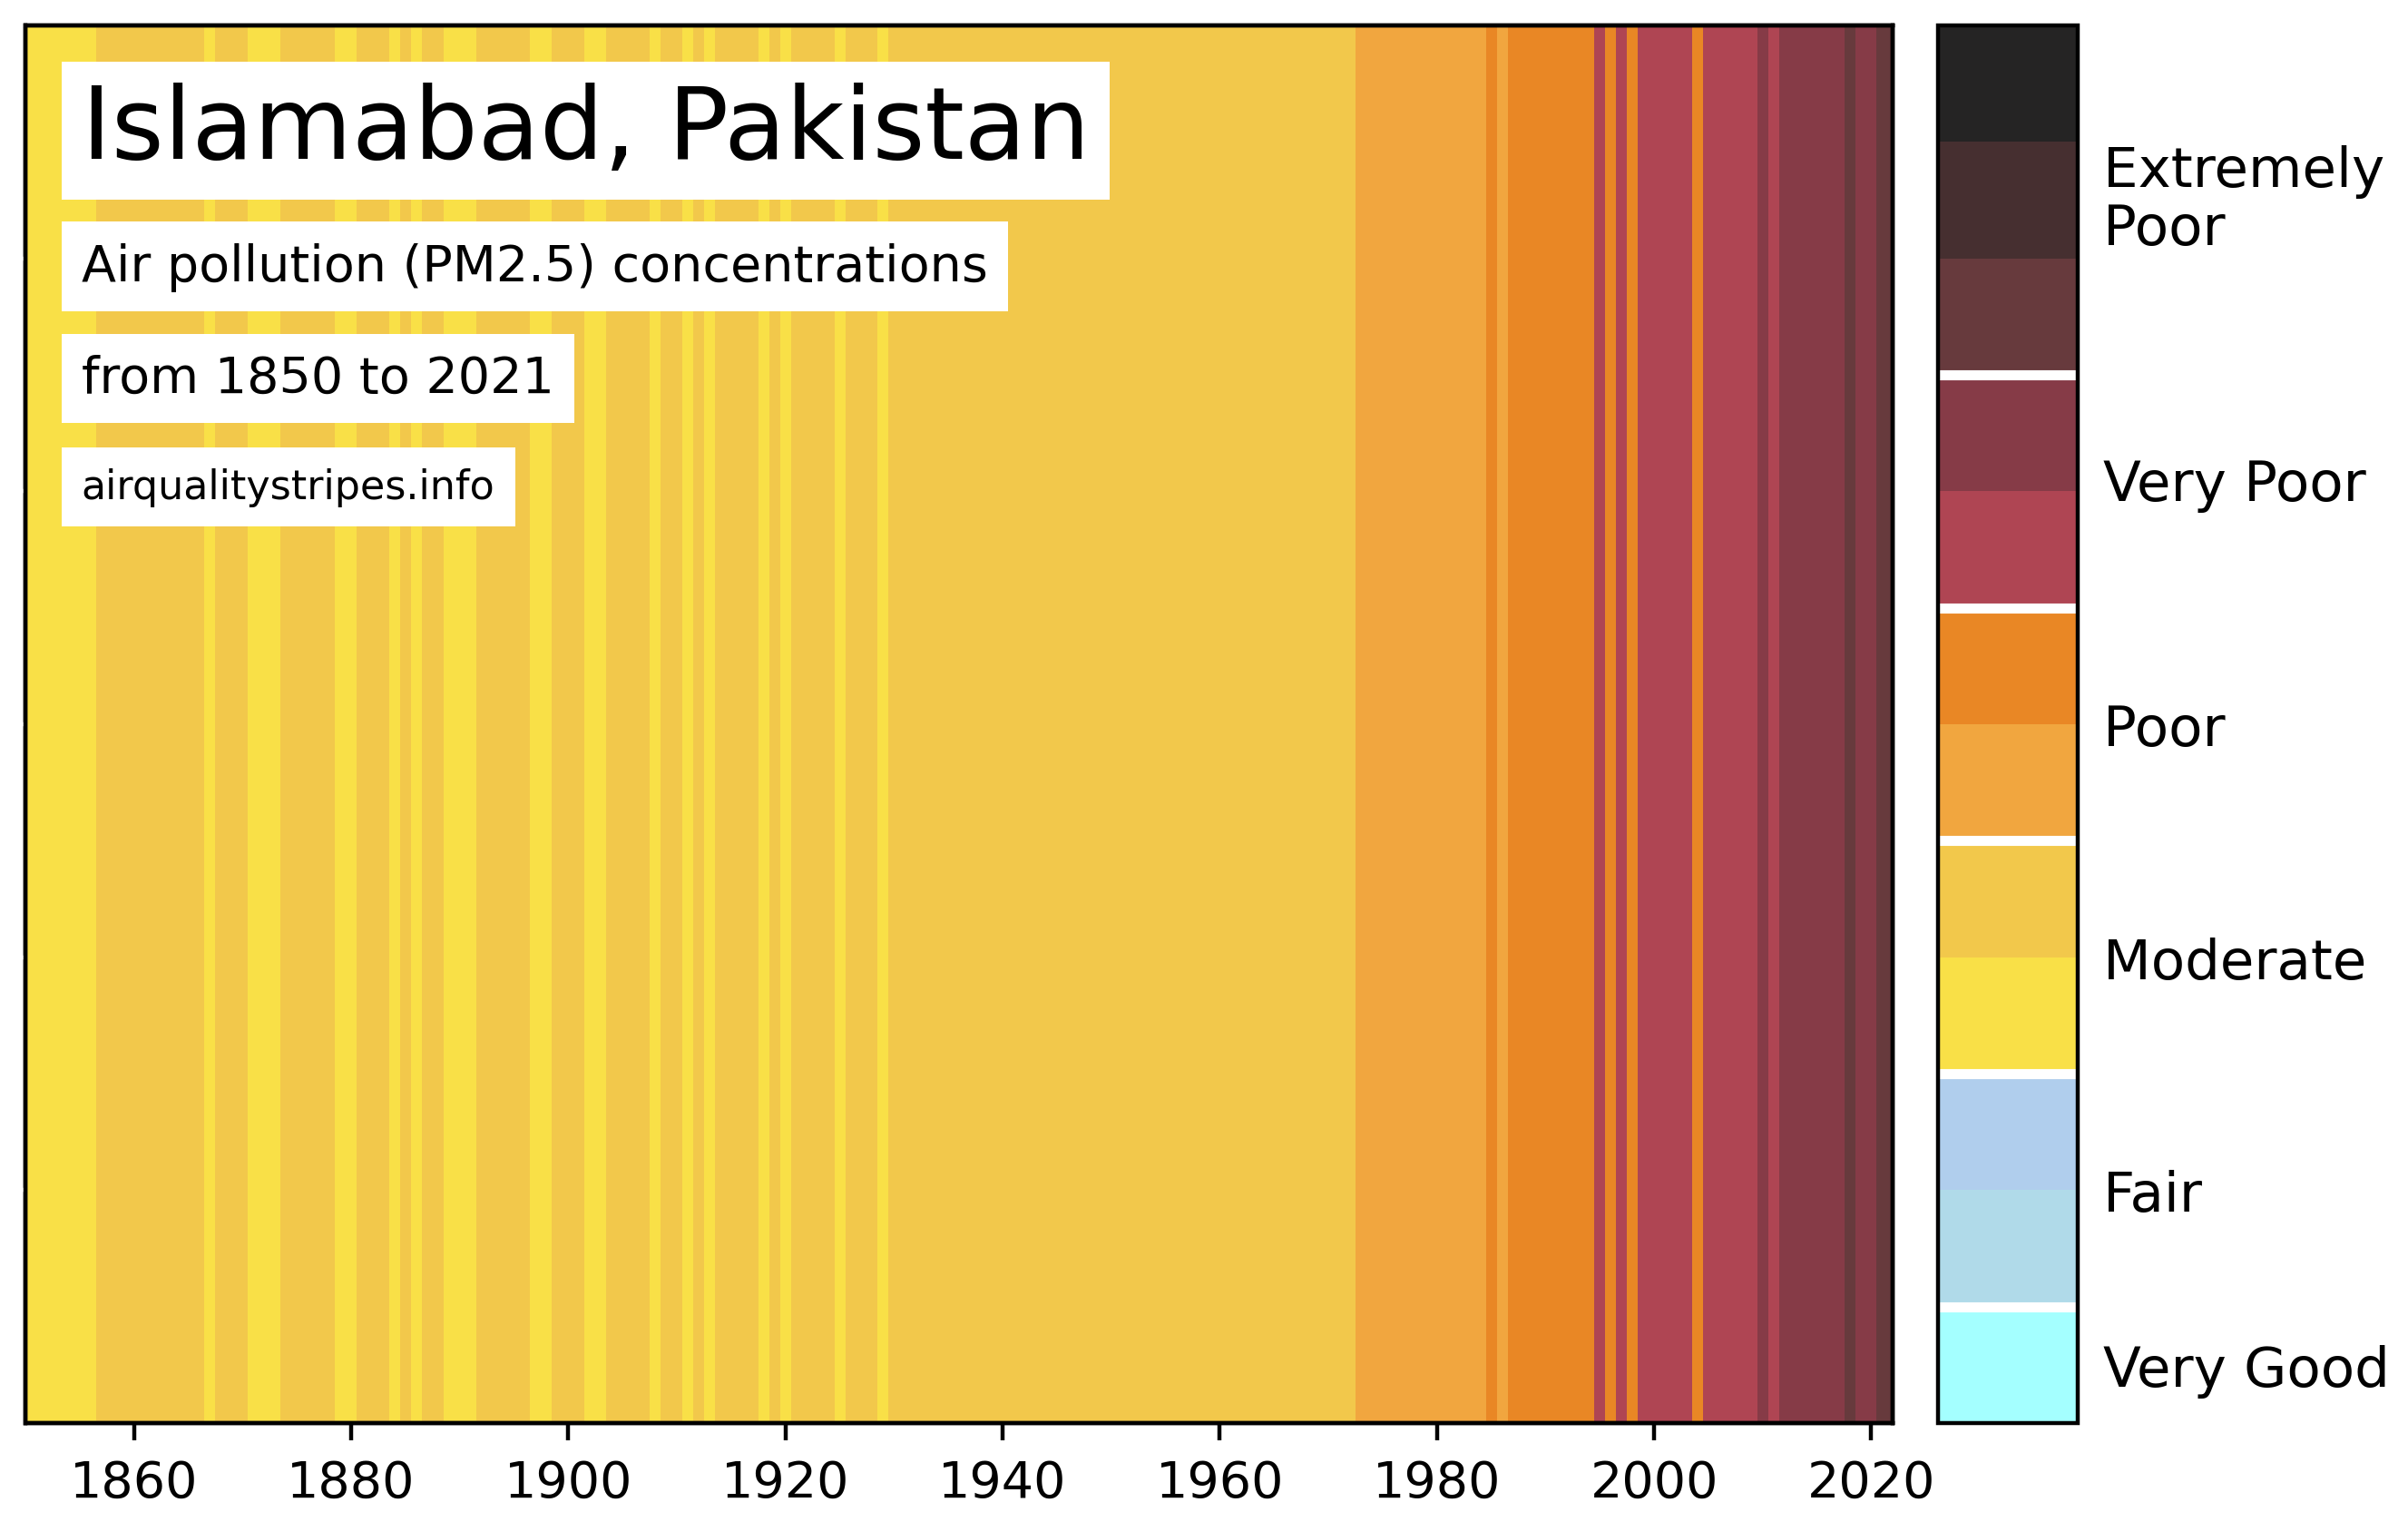 Islamabad, Pakistan
Air pollution (PM2.5) concentrations
from 1850 to 2021
airqualitystripes.info
Extremely
Poor
Very Poor
Poor
Moderate
Fair
Very Good
1860 1880 1900 1920 1940 1960 1980 2000 2020